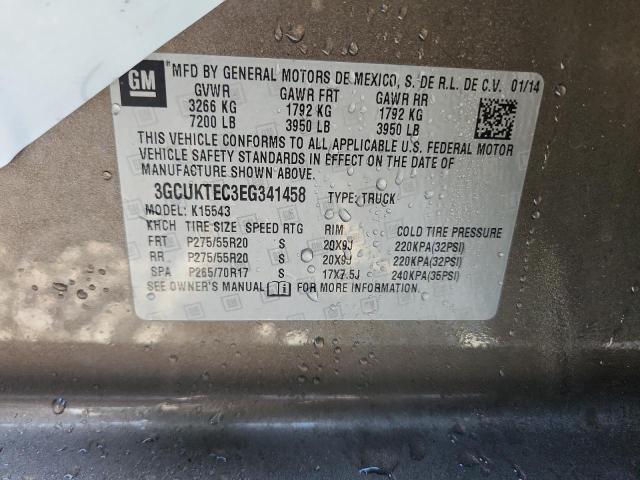 GM MFD BY GENERAL MOTORS DE MEXICO, S. DE R.L. DE C.V. 01/14
GVWR GAWR FRT GAWR RR
3266 KG 1792 KG 1792 KG
7200 LB 3950 LB 3950 LB
THIS VEHICLE CONFORMS TO ALL APPLICABLE U.S. FEDERAL MOTOR
VEHICLE SAFETY STANDARDS IN EFFECT ON THE DATE OF
MANUFACTURE SHOWN ABOVE.
3GCUKTEC3EG341458 TYPE: TRUCK
MODEL: K15543
KHCH TIRE SIZE SPEED RTG RIM COLD TIRE PRESSURE
FRT P275/55R20 S 20X9J 220KPA(32PSI)
RR P275/55R20 S 20X9J 220KPA(32PSI)
SPA P265/70R17 S 17X7.5J 240KPA(35PSI)
SEE OWNER'S MANUAL FOR MORE INFORMATION.